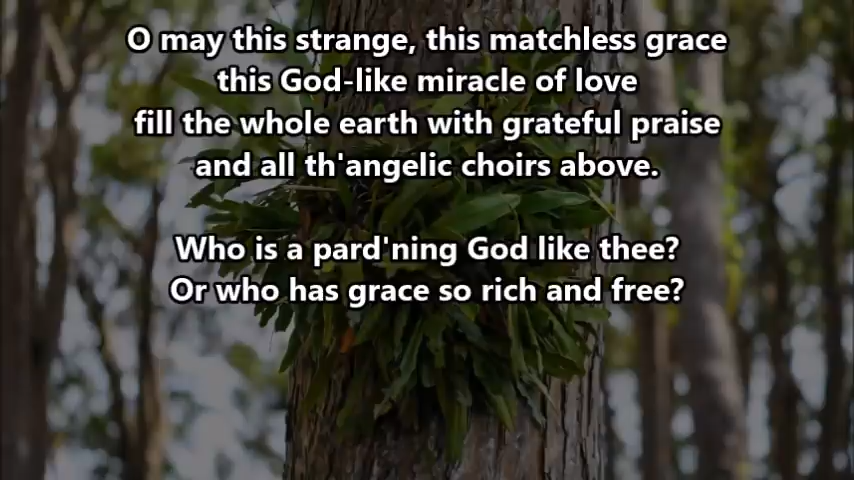 O may this strange, this matchless grace
this God-like miracle of love
fill the whole earth with grateful praise
and all th'angelic choirs above.
Who is a pard'ning God like thee?
Or who has grace so rich and free?